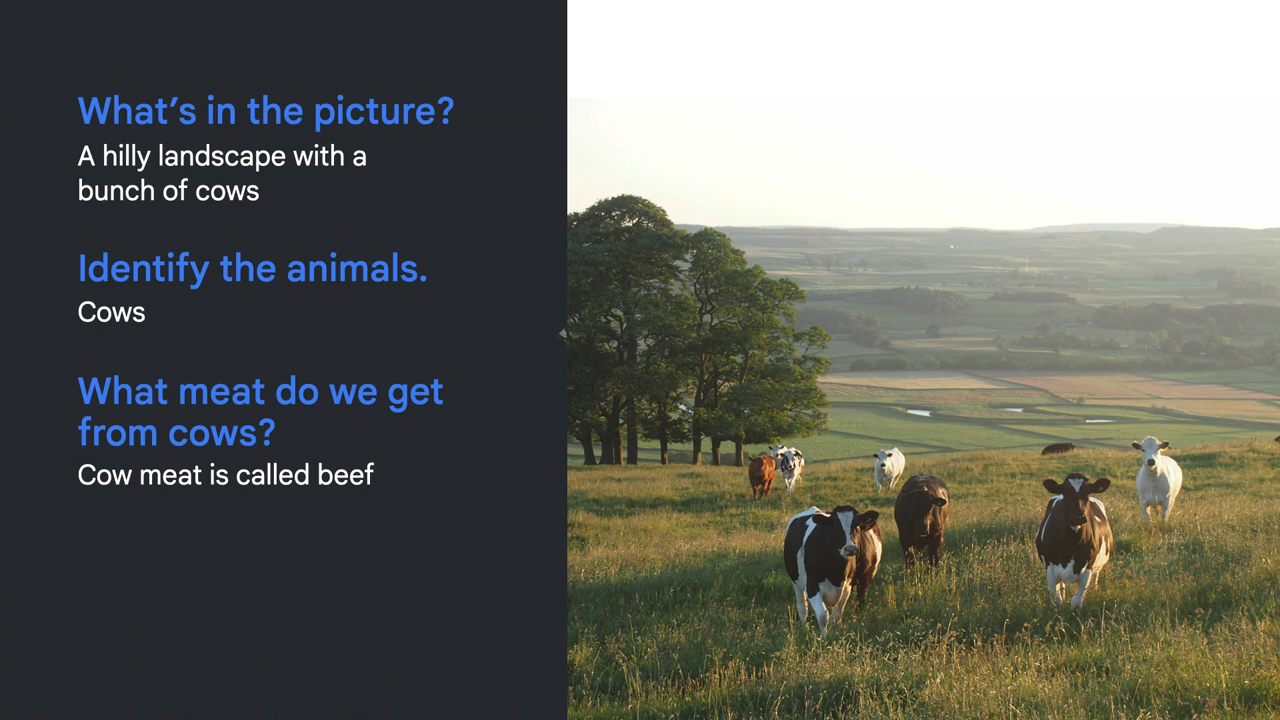 What’s in the picture?
A hilly landscape with a
bunch of cows
Identify the animals.
Cows
What meat do we get
from cows?
Cow meat is called beef